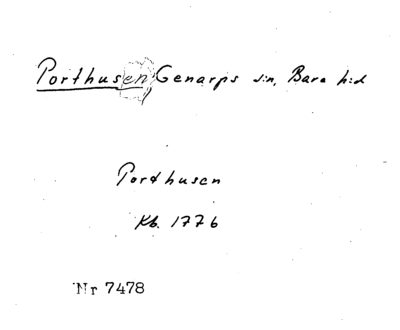 Porthusen Genarps s:n, Bara h:d
Porthusen
Kb. 1776
Nr 7478